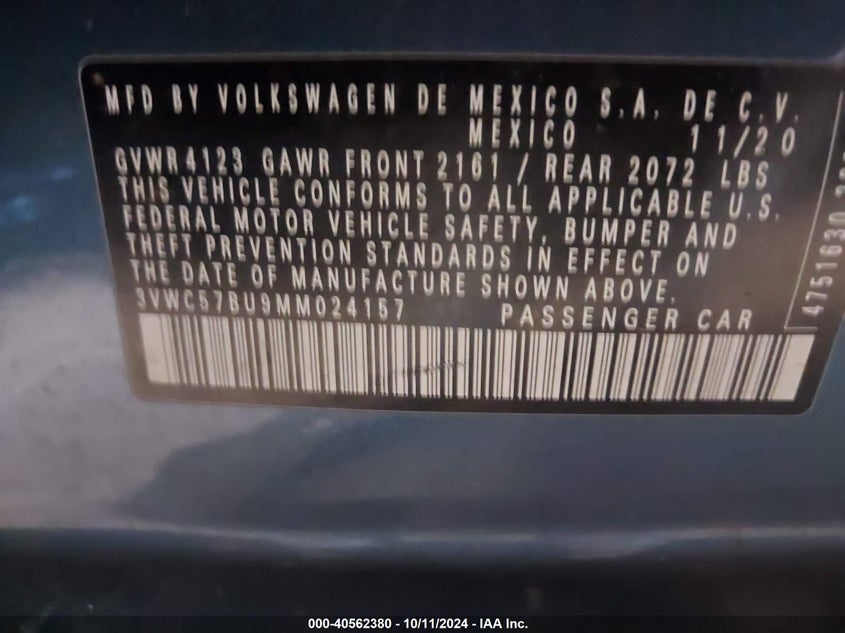 MFD BY VOLKSWAGEN DE MEXICO S.A. DE C.V.
MEXICO 11/20
GVWR 4123 GAWR FRONT 2161 / REAR 2072 LBS
THIS VEHICLE CONFORMS TO ALL APPLICABLE U.S.
FEDERAL MOTOR VEHICLE SAFETY, BUMPER AND
THEFT PREVENTION STANDARDS IN EFFECT ON
THE DATE OF MANUFACTURE SHOWN ABOVE.
3VWC57BU9MM024157 PASSENGER CAR
4751630
000-40562380 - 10/11/2024 - IAA Inc.